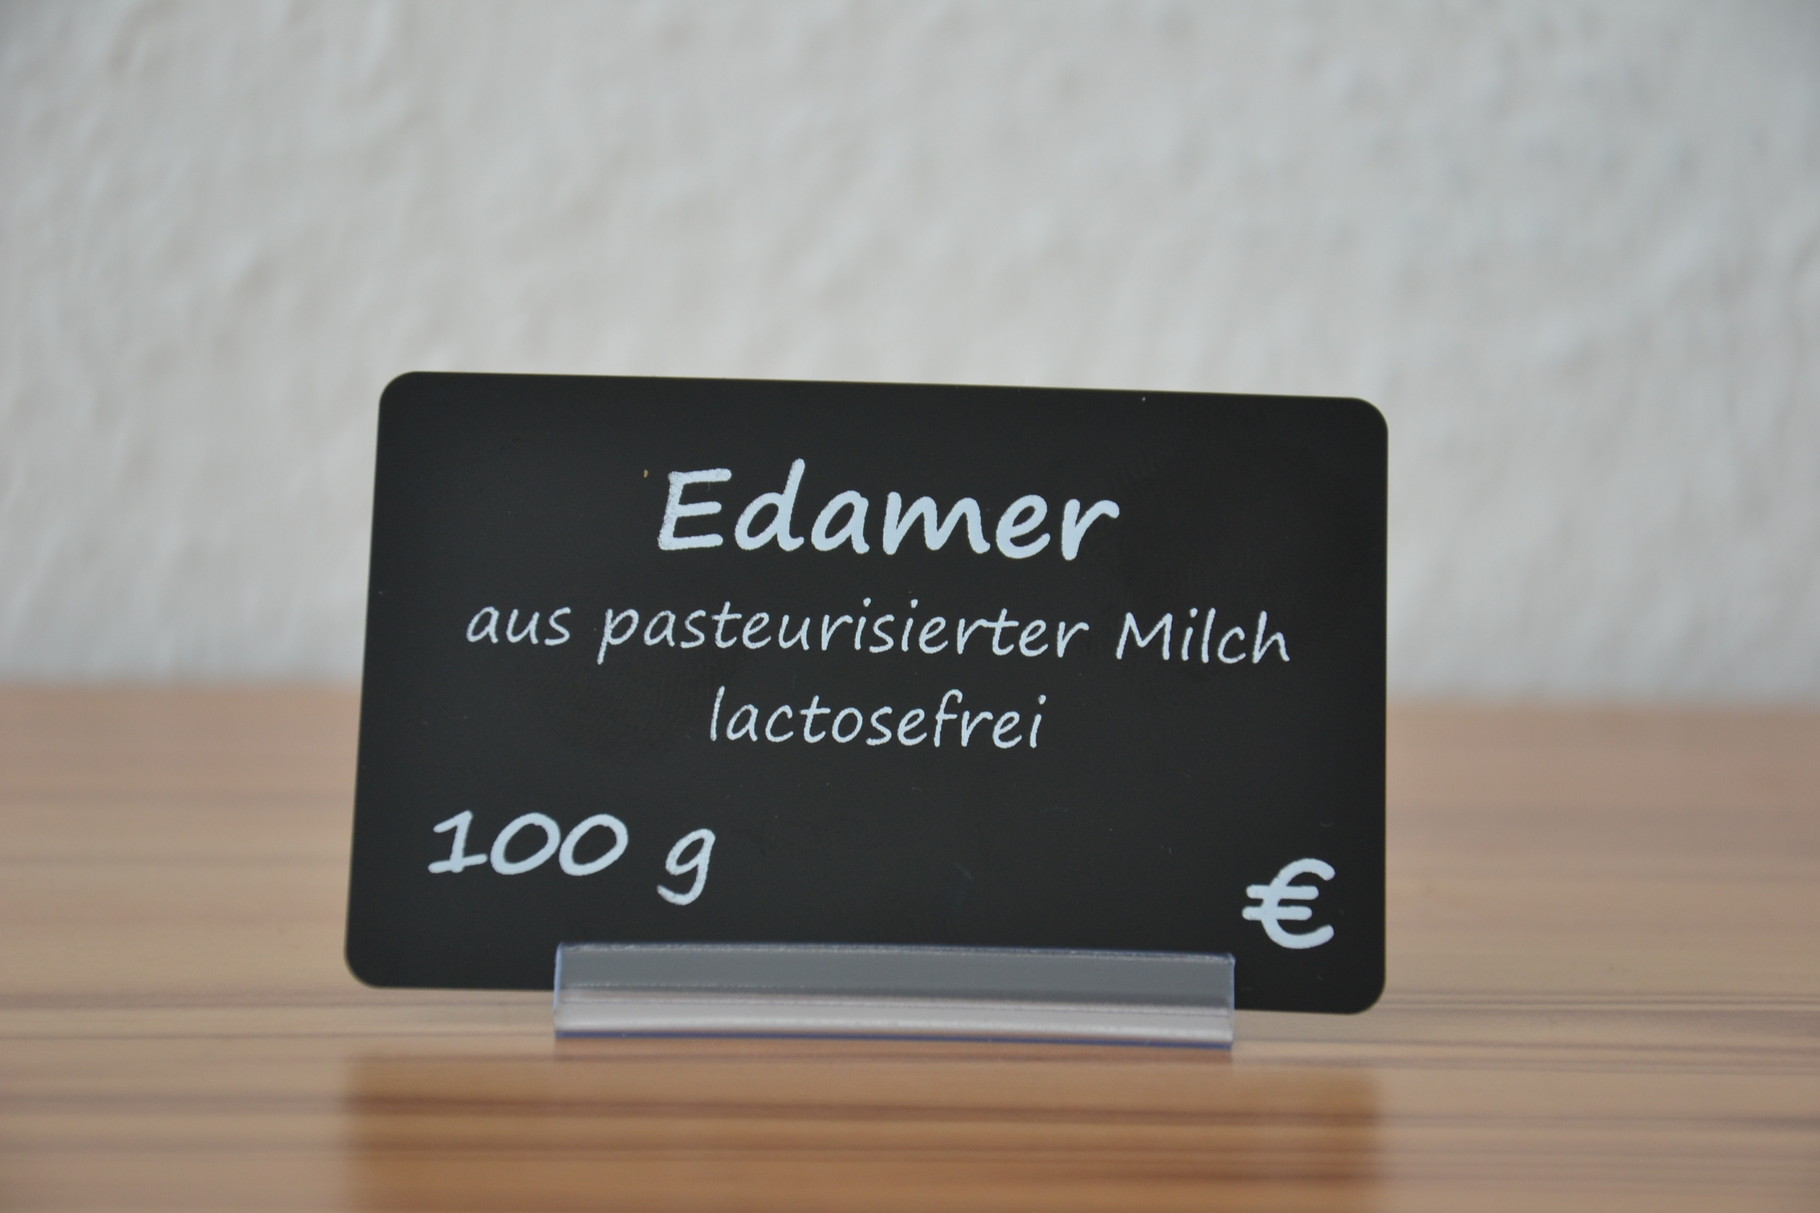 Edamer
aus pasteurisierter Milch
lactosefrei
100 g €